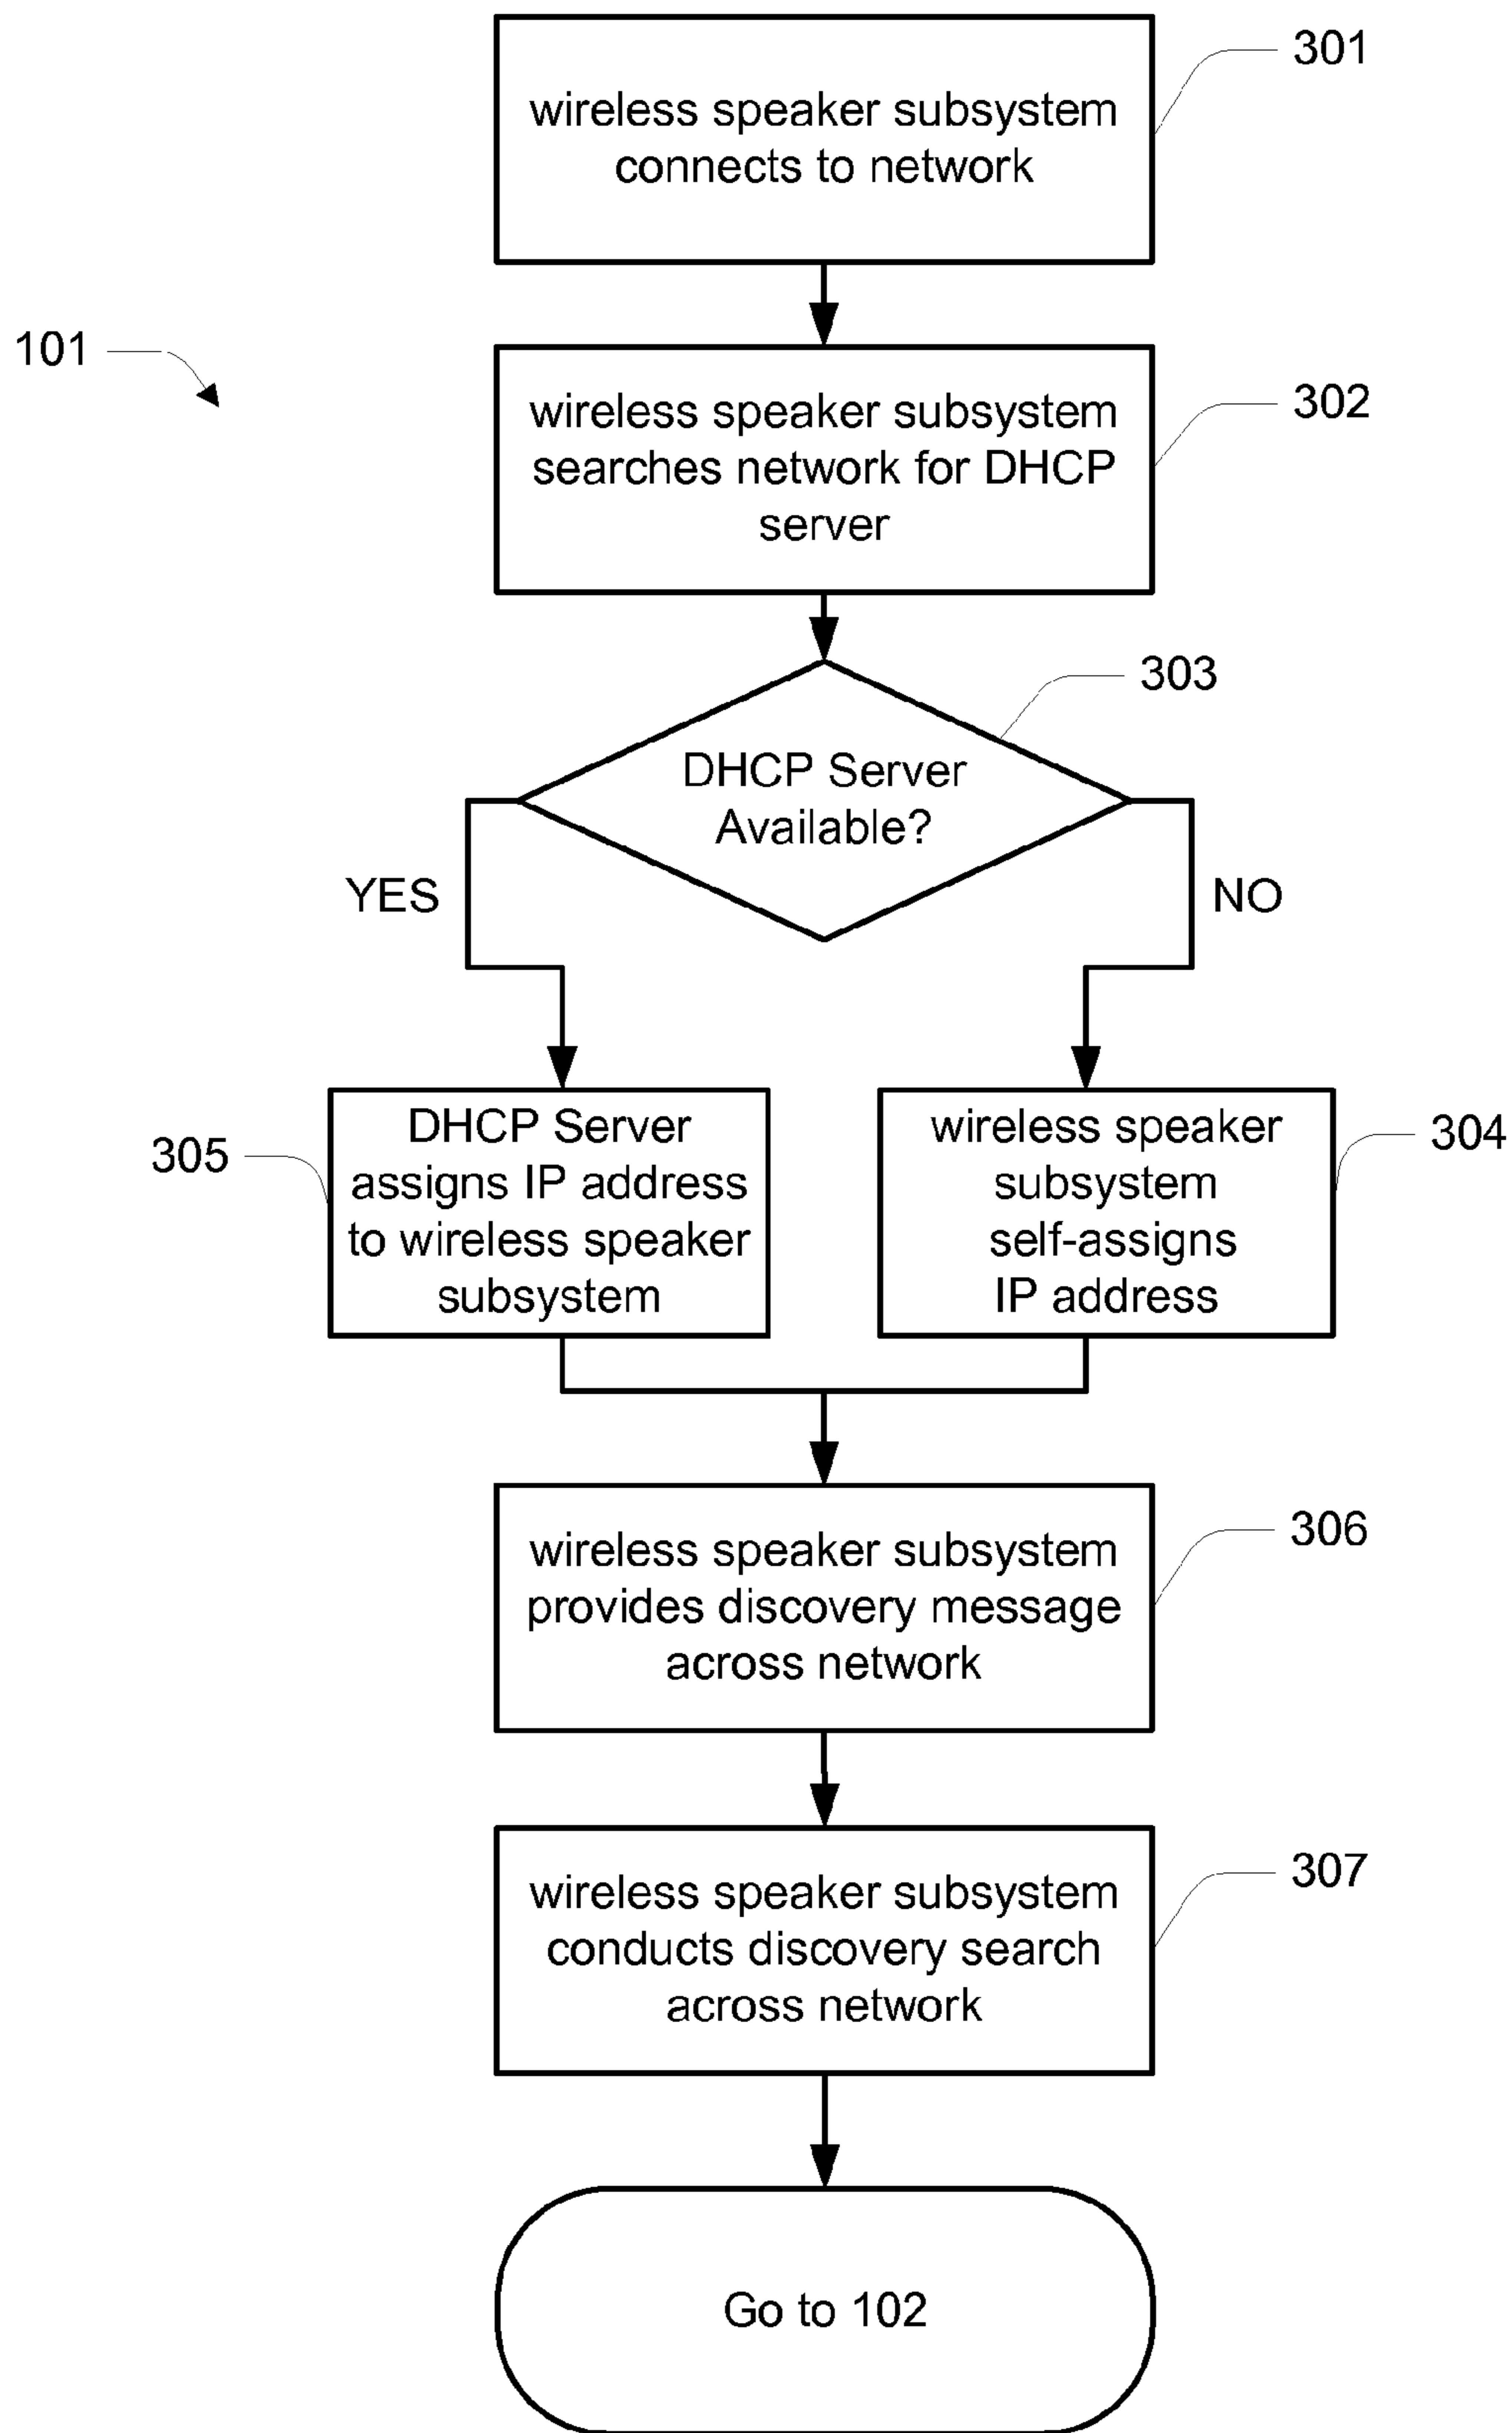 301
wireless speaker subsystem
connects to network
101
302
wireless speaker subsystem
searches network for DHCP
server
303
DHCP Server
Available?
YES
NO
305
DHCP Server
assigns IP address
to wireless speaker
subsystem
304
wireless speaker
subsystem
self-assigns
IP address
306
wireless speaker subsystem
provides discovery message
across network
307
wireless speaker subsystem
conducts discovery search
across network
Go to 102